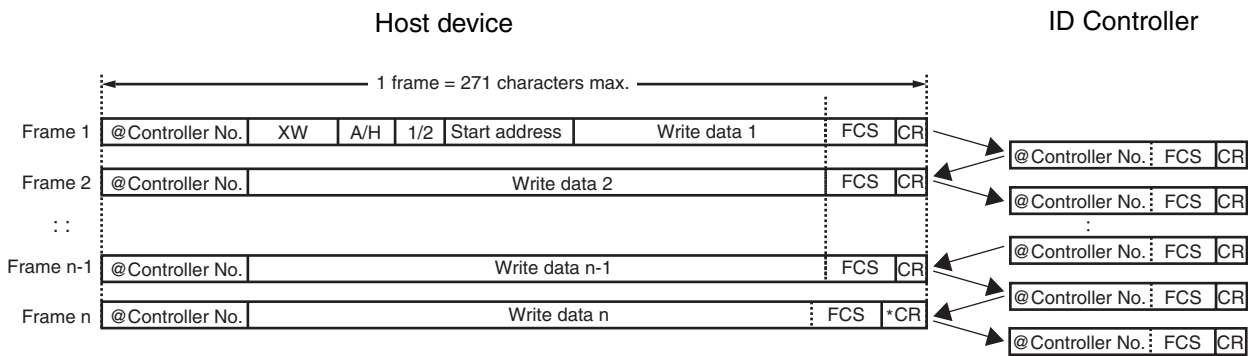 Host device ID Controller
1 frame = 271 characters max.
Frame 1 @Controller No. XW A/H 1/2 Start address Write data 1 FCS CR
@Controller No. FCS CR
Frame 2 @Controller No. Write data 2 FCS CR
@Controller No. FCS CR
: : :
@Controller No. FCS CR
Frame n-1 @Controller No. Write data n-1 FCS CR
@Controller No. FCS CR
Frame n @Controller No. Write data n FCS *CR
@Controller No. FCS CR